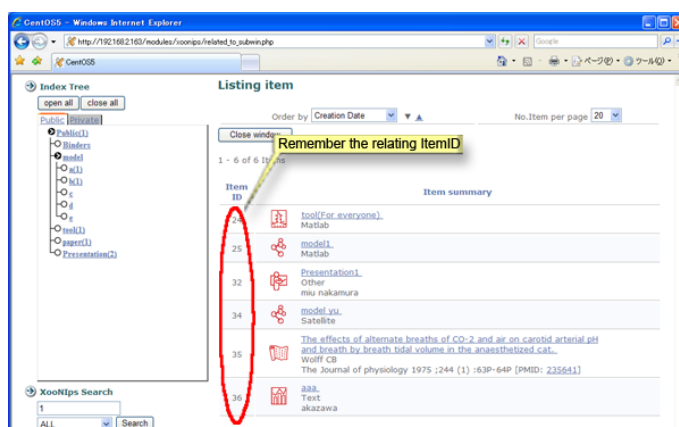 CentOS5 - Windows Internet Explorer
http://192.168.2.163/modules/xoonips/related_to_subwin.php
Google
CentOS5
ページ(P)
ツール(O)
Index Tree
open all
close all
Public
Private
Public(1)
Binders
model
a(1)
b(1)
c
d
e
tool(1)
paper(1)
Presentation(2)
XooNIps Search
1
ALL
Search
Listing item
Order by
Creation Date
▼ ▲
No.Item per page
20
Close window
Remember the relating ItemID
1 - 6 of 6 Items
Item ID
Item summary
24
tool(For everyone)
Matlab
25
model1
Matlab
32
Presentation1
Other
miu nakamura
34
model yu
Satellite
35
The effects of alternate breaths of CO-2 and air on carotid arterial pH
and breath by breath tidal volume in the anaesthetized cat.
Wolff CB
The Journal of physiology 1975 ;244 (1) :63P-64P [PMID: 235641]
36
aaa
Text
akazawa